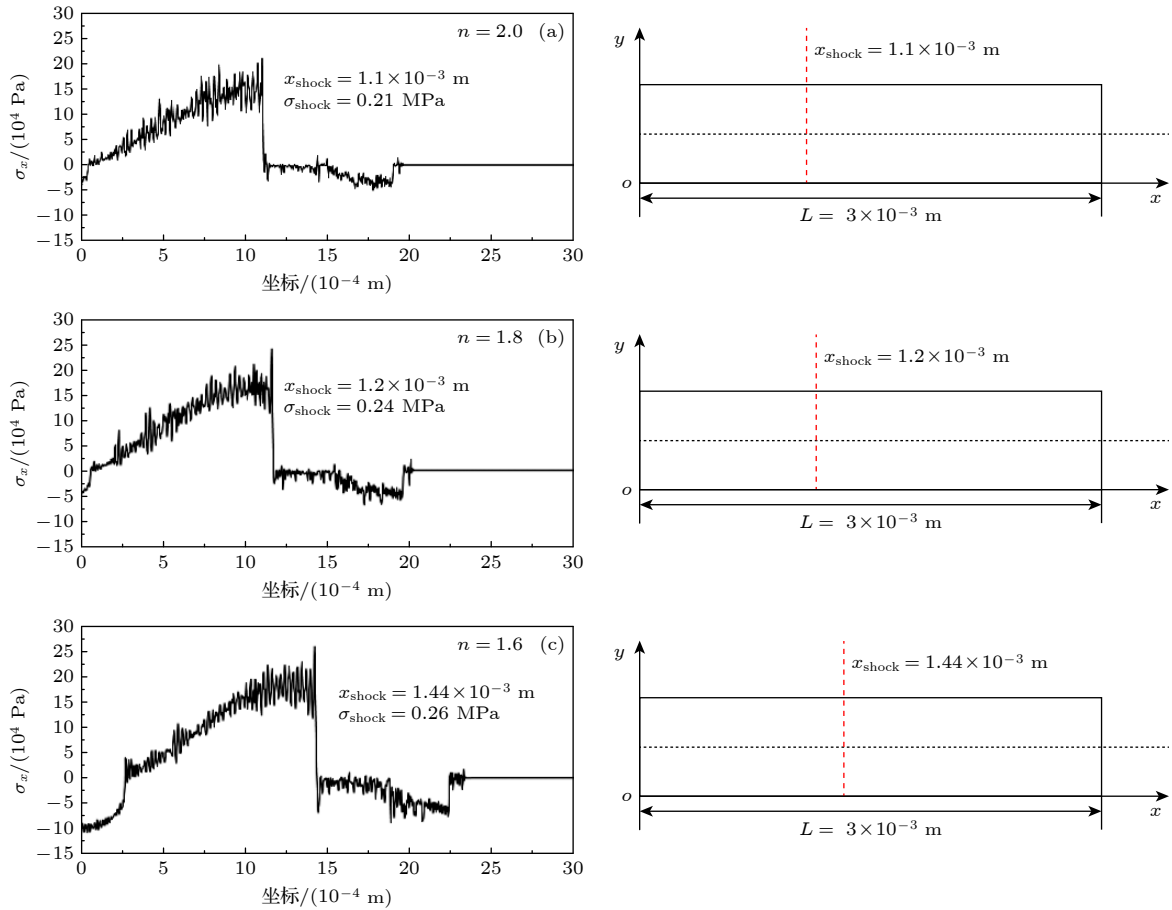 30
25
20
15
10
5
0
−5
−10
−15
σx/(10⁴ Pa)
n = 2.0 (a)
xshock = 1.1×10⁻³ m
σshock = 0.21 MPa
0 5 10 15 20 25 30
坐标/(10⁻⁴ m)
y
xshock = 1.1×10⁻³ m
o
x
L = 3×10⁻³ m
30
25
20
15
10
5
0
−5
−10
−15
σx/(10⁴ Pa)
n = 1.8 (b)
xshock = 1.2×10⁻³ m
σshock = 0.24 MPa
0 5 10 15 20 25 30
坐标/(10⁻⁴ m)
y
xshock = 1.2×10⁻³ m
o
x
L = 3×10⁻³ m
30
25
20
15
10
5
0
−5
−10
−15
σx/(10⁴ Pa)
n = 1.6 (c)
xshock = 1.44×10⁻³ m
σshock = 0.26 MPa
0 5 10 15 20 25 30
坐标/(10⁻⁴ m)
y
xshock = 1.44×10⁻³ m
o
x
L = 3×10⁻³ m